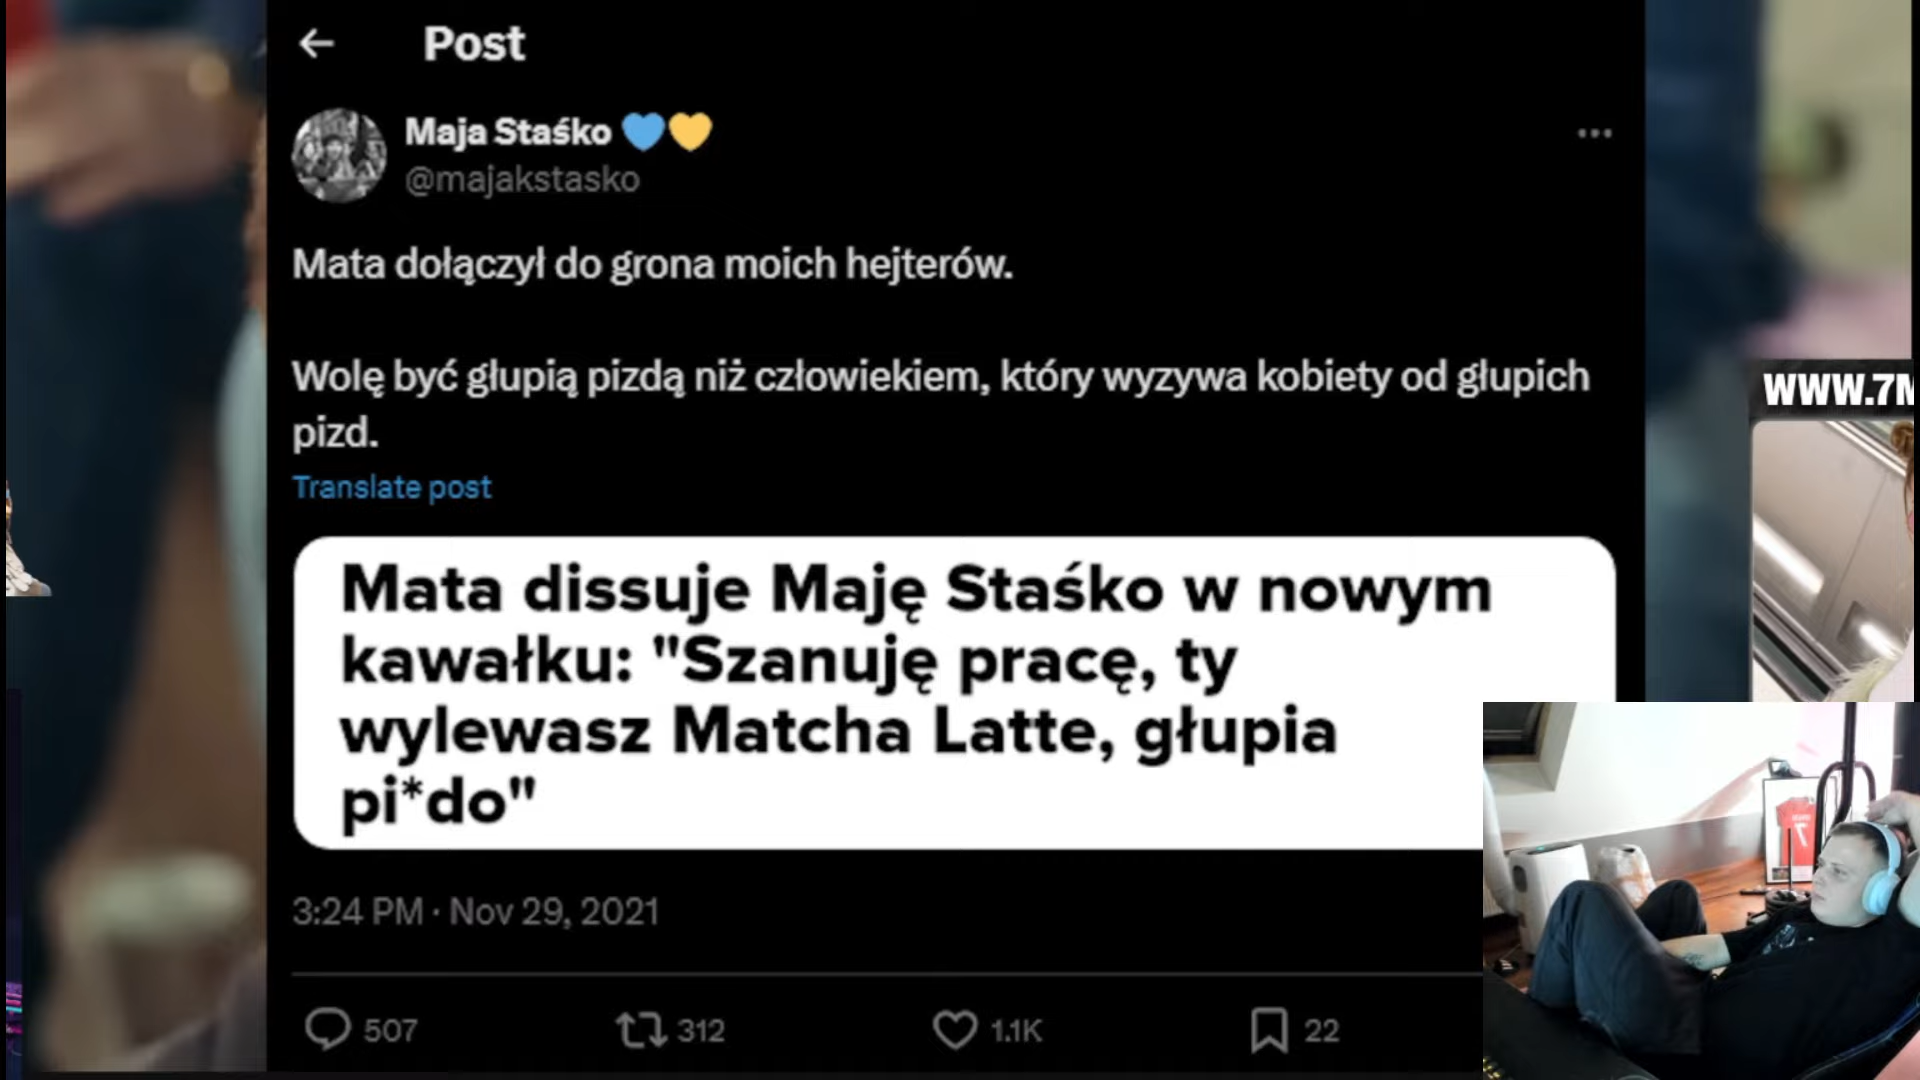 Post
Maja Staśko 💙💛
@majakstasko
Mata dołączył do grona moich hejterów.
Wolę być głupią pizdą niż człowiekiem, który wyzywa kobiety od głupich
pizd.
Translate post
Mata dissuje Maję Staśko w nowym
kawałku: "Szanuję pracę, ty
wylewasz Matcha Latte, głupia
pi*do"
3:24 PM · Nov 29, 2021
507 312 1.1K 22
WWW.7M
7